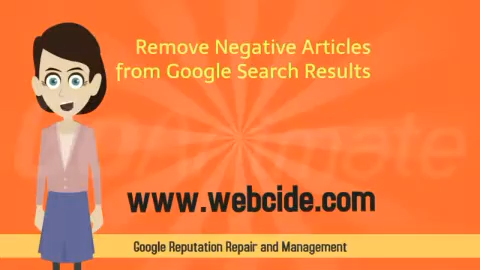 Remove Negative Articles
from Google Search Results
www.webcide.com
Google Reputation Repair and Management